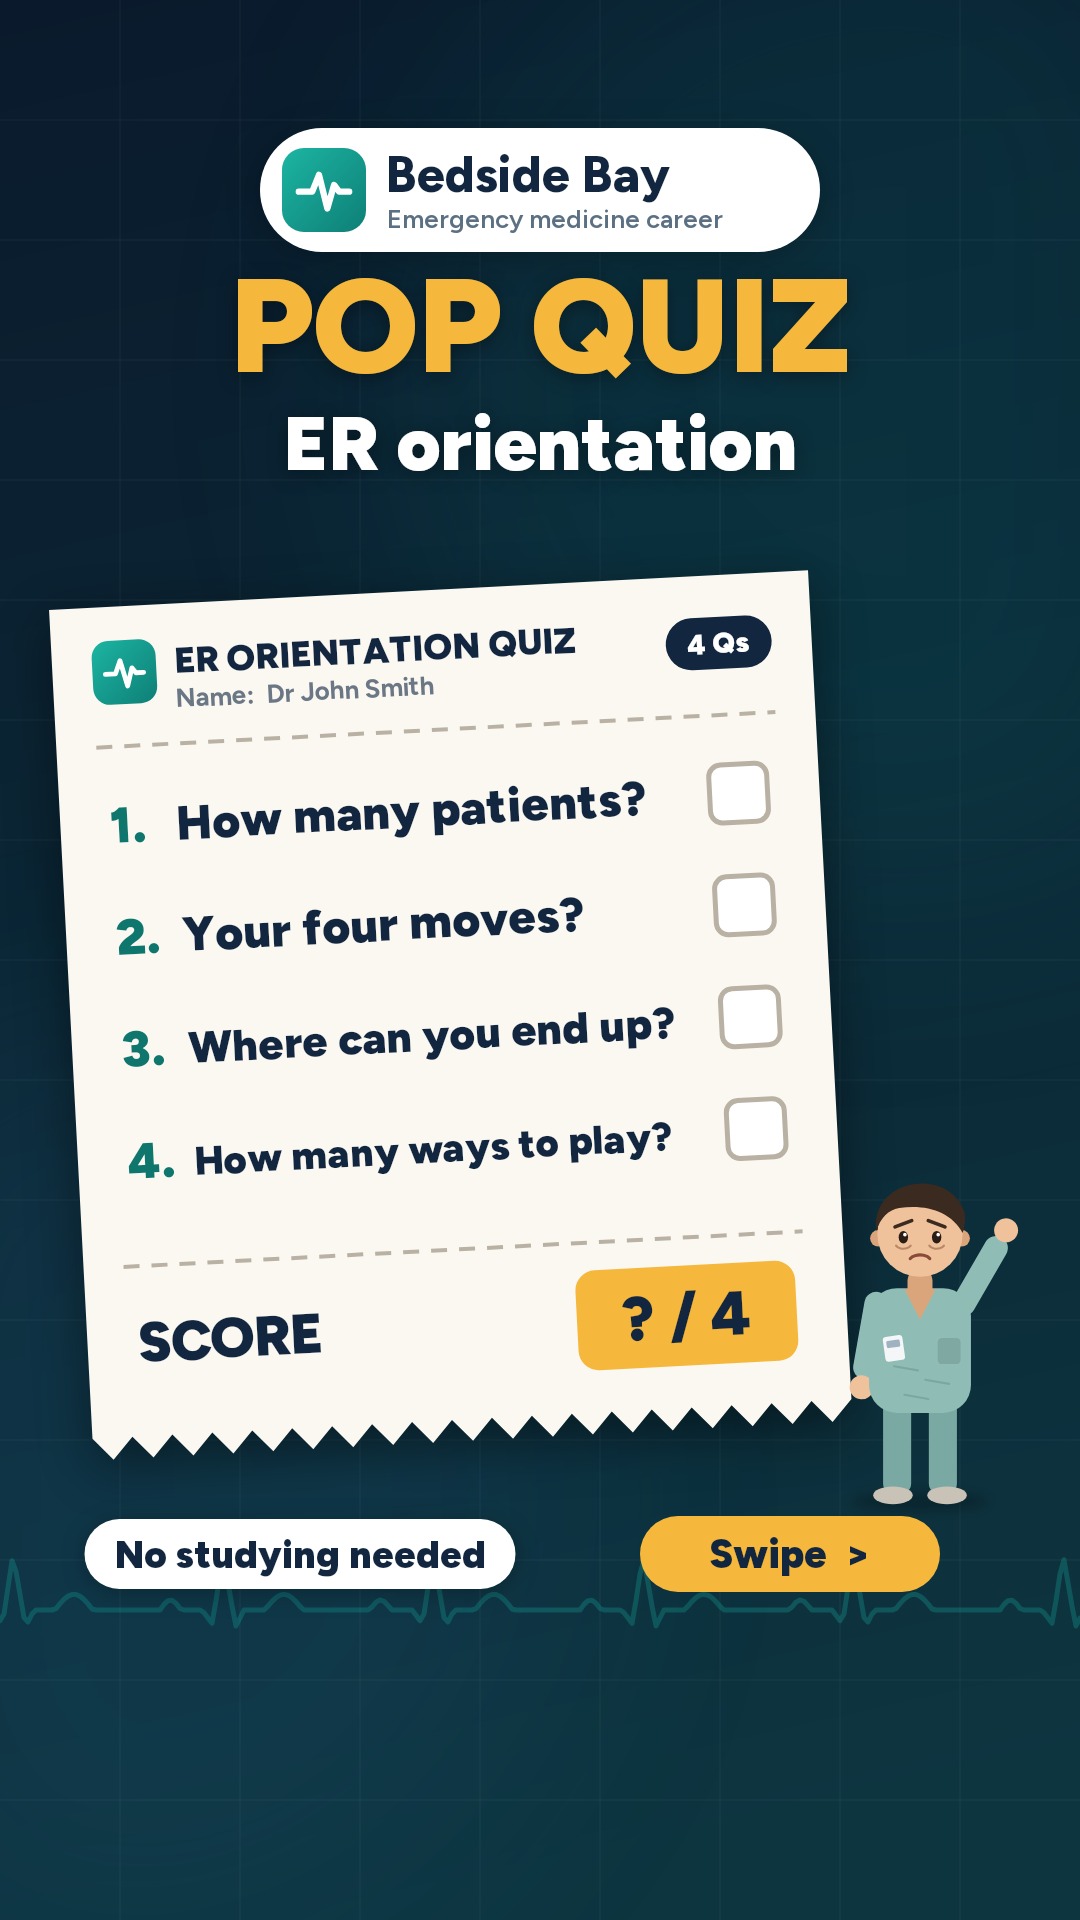 Bedside Bay
Emergency medicine career
POP QUIZ
ER orientation
ER ORIENTATION QUIZ
4 Qs
Name: Dr John Smith
1. How many patients?
2. Your four moves?
3. Where can you end up?
4. How many ways to play?
SCORE
? / 4
No studying needed
Swipe >